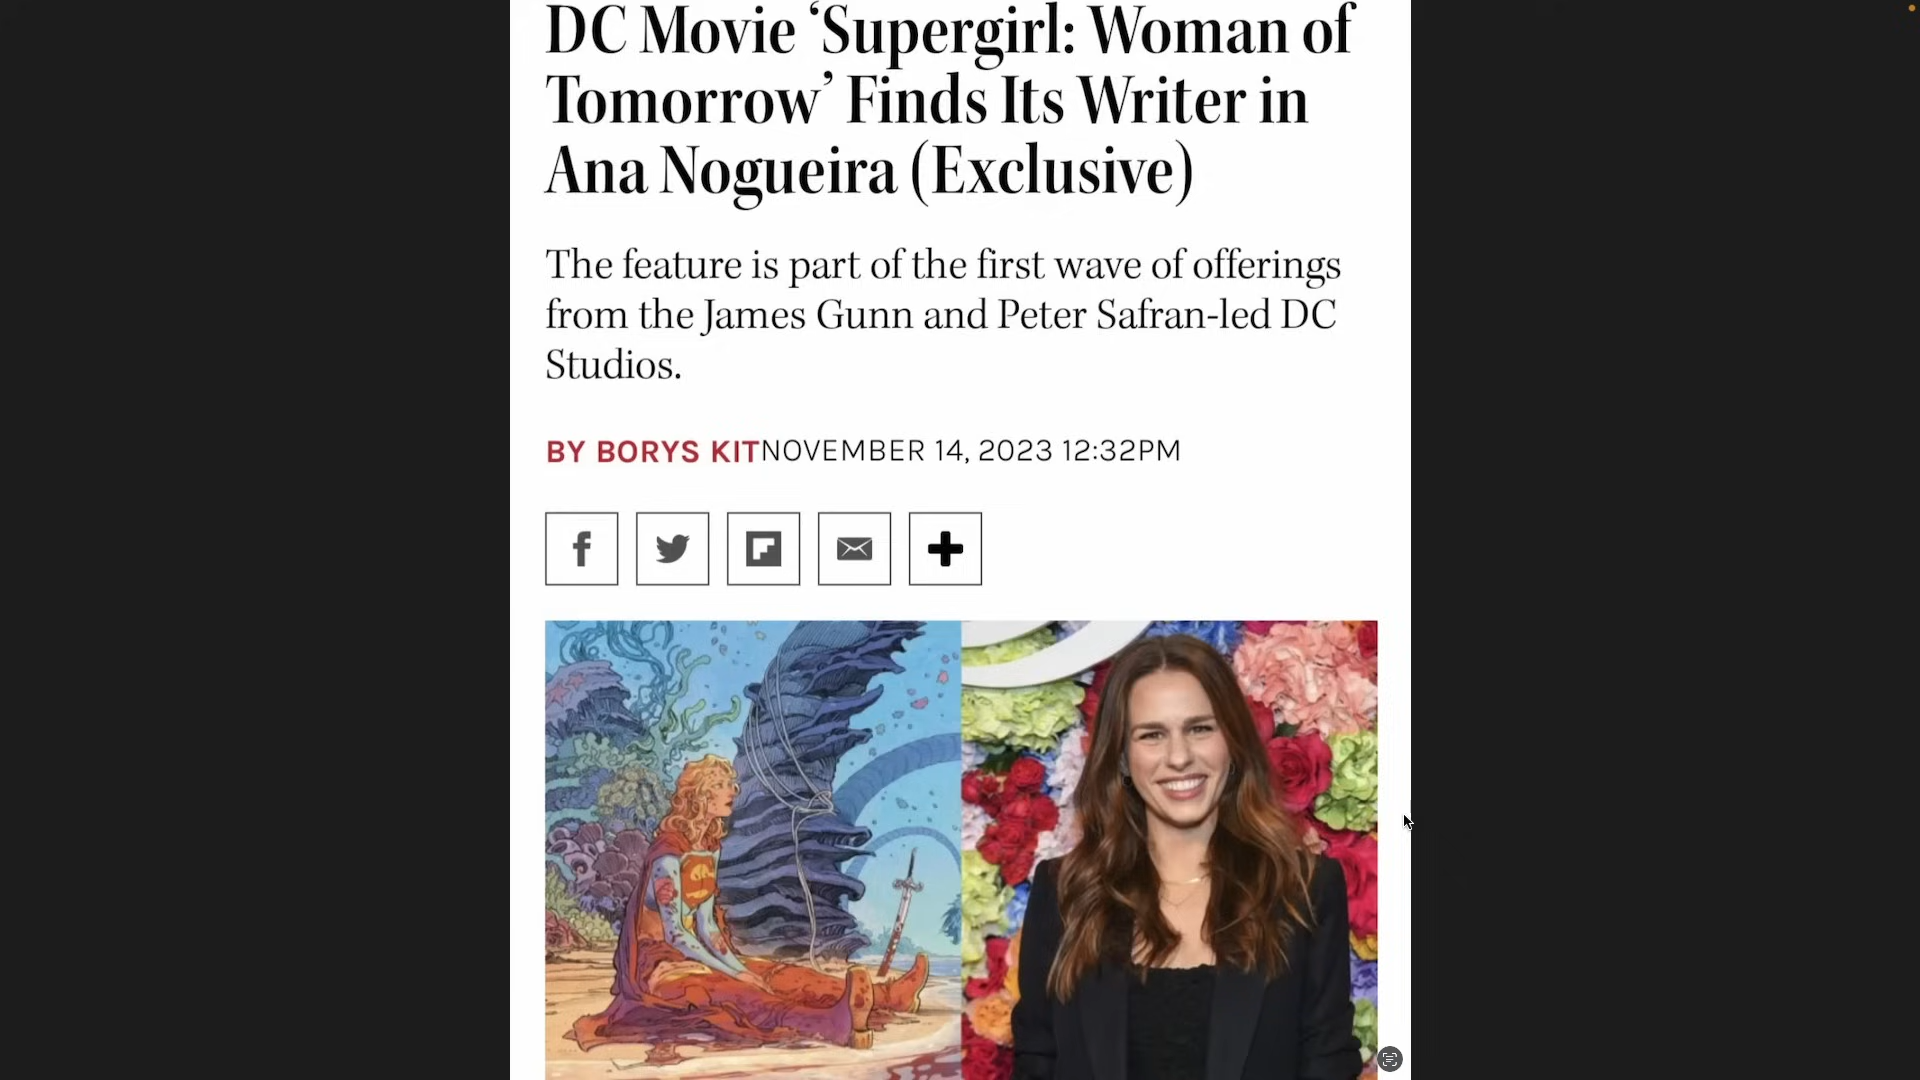 DC Movie ‘Supergirl: Woman of
Tomorrow’ Finds Its Writer in
Ana Nogueira (Exclusive)
The feature is part of the first wave of offerings
from the James Gunn and Peter Safran-led DC
Studios.
BY BORYS KIT NOVEMBER 14, 2023 12:32PM